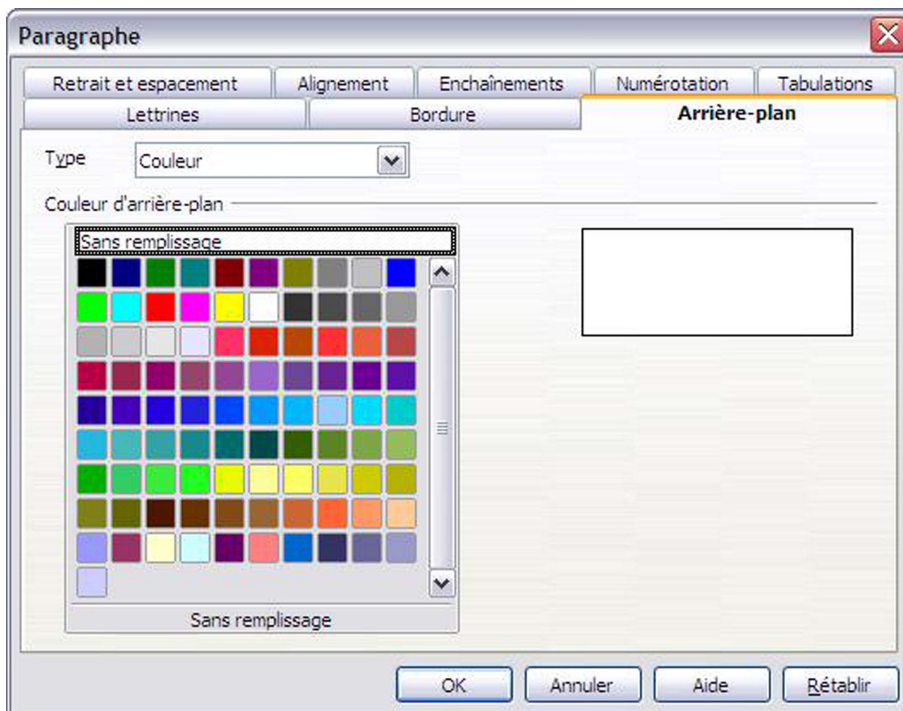 Paragraphe
Retrait et espacement Alignement Enchaînements Numérotation Tabulations
Lettrines Bordure Arrière-plan
Type Couleur
Couleur d'arrière-plan
Sans remplissage
Sans remplissage
OK Annuler Aide Rétablir